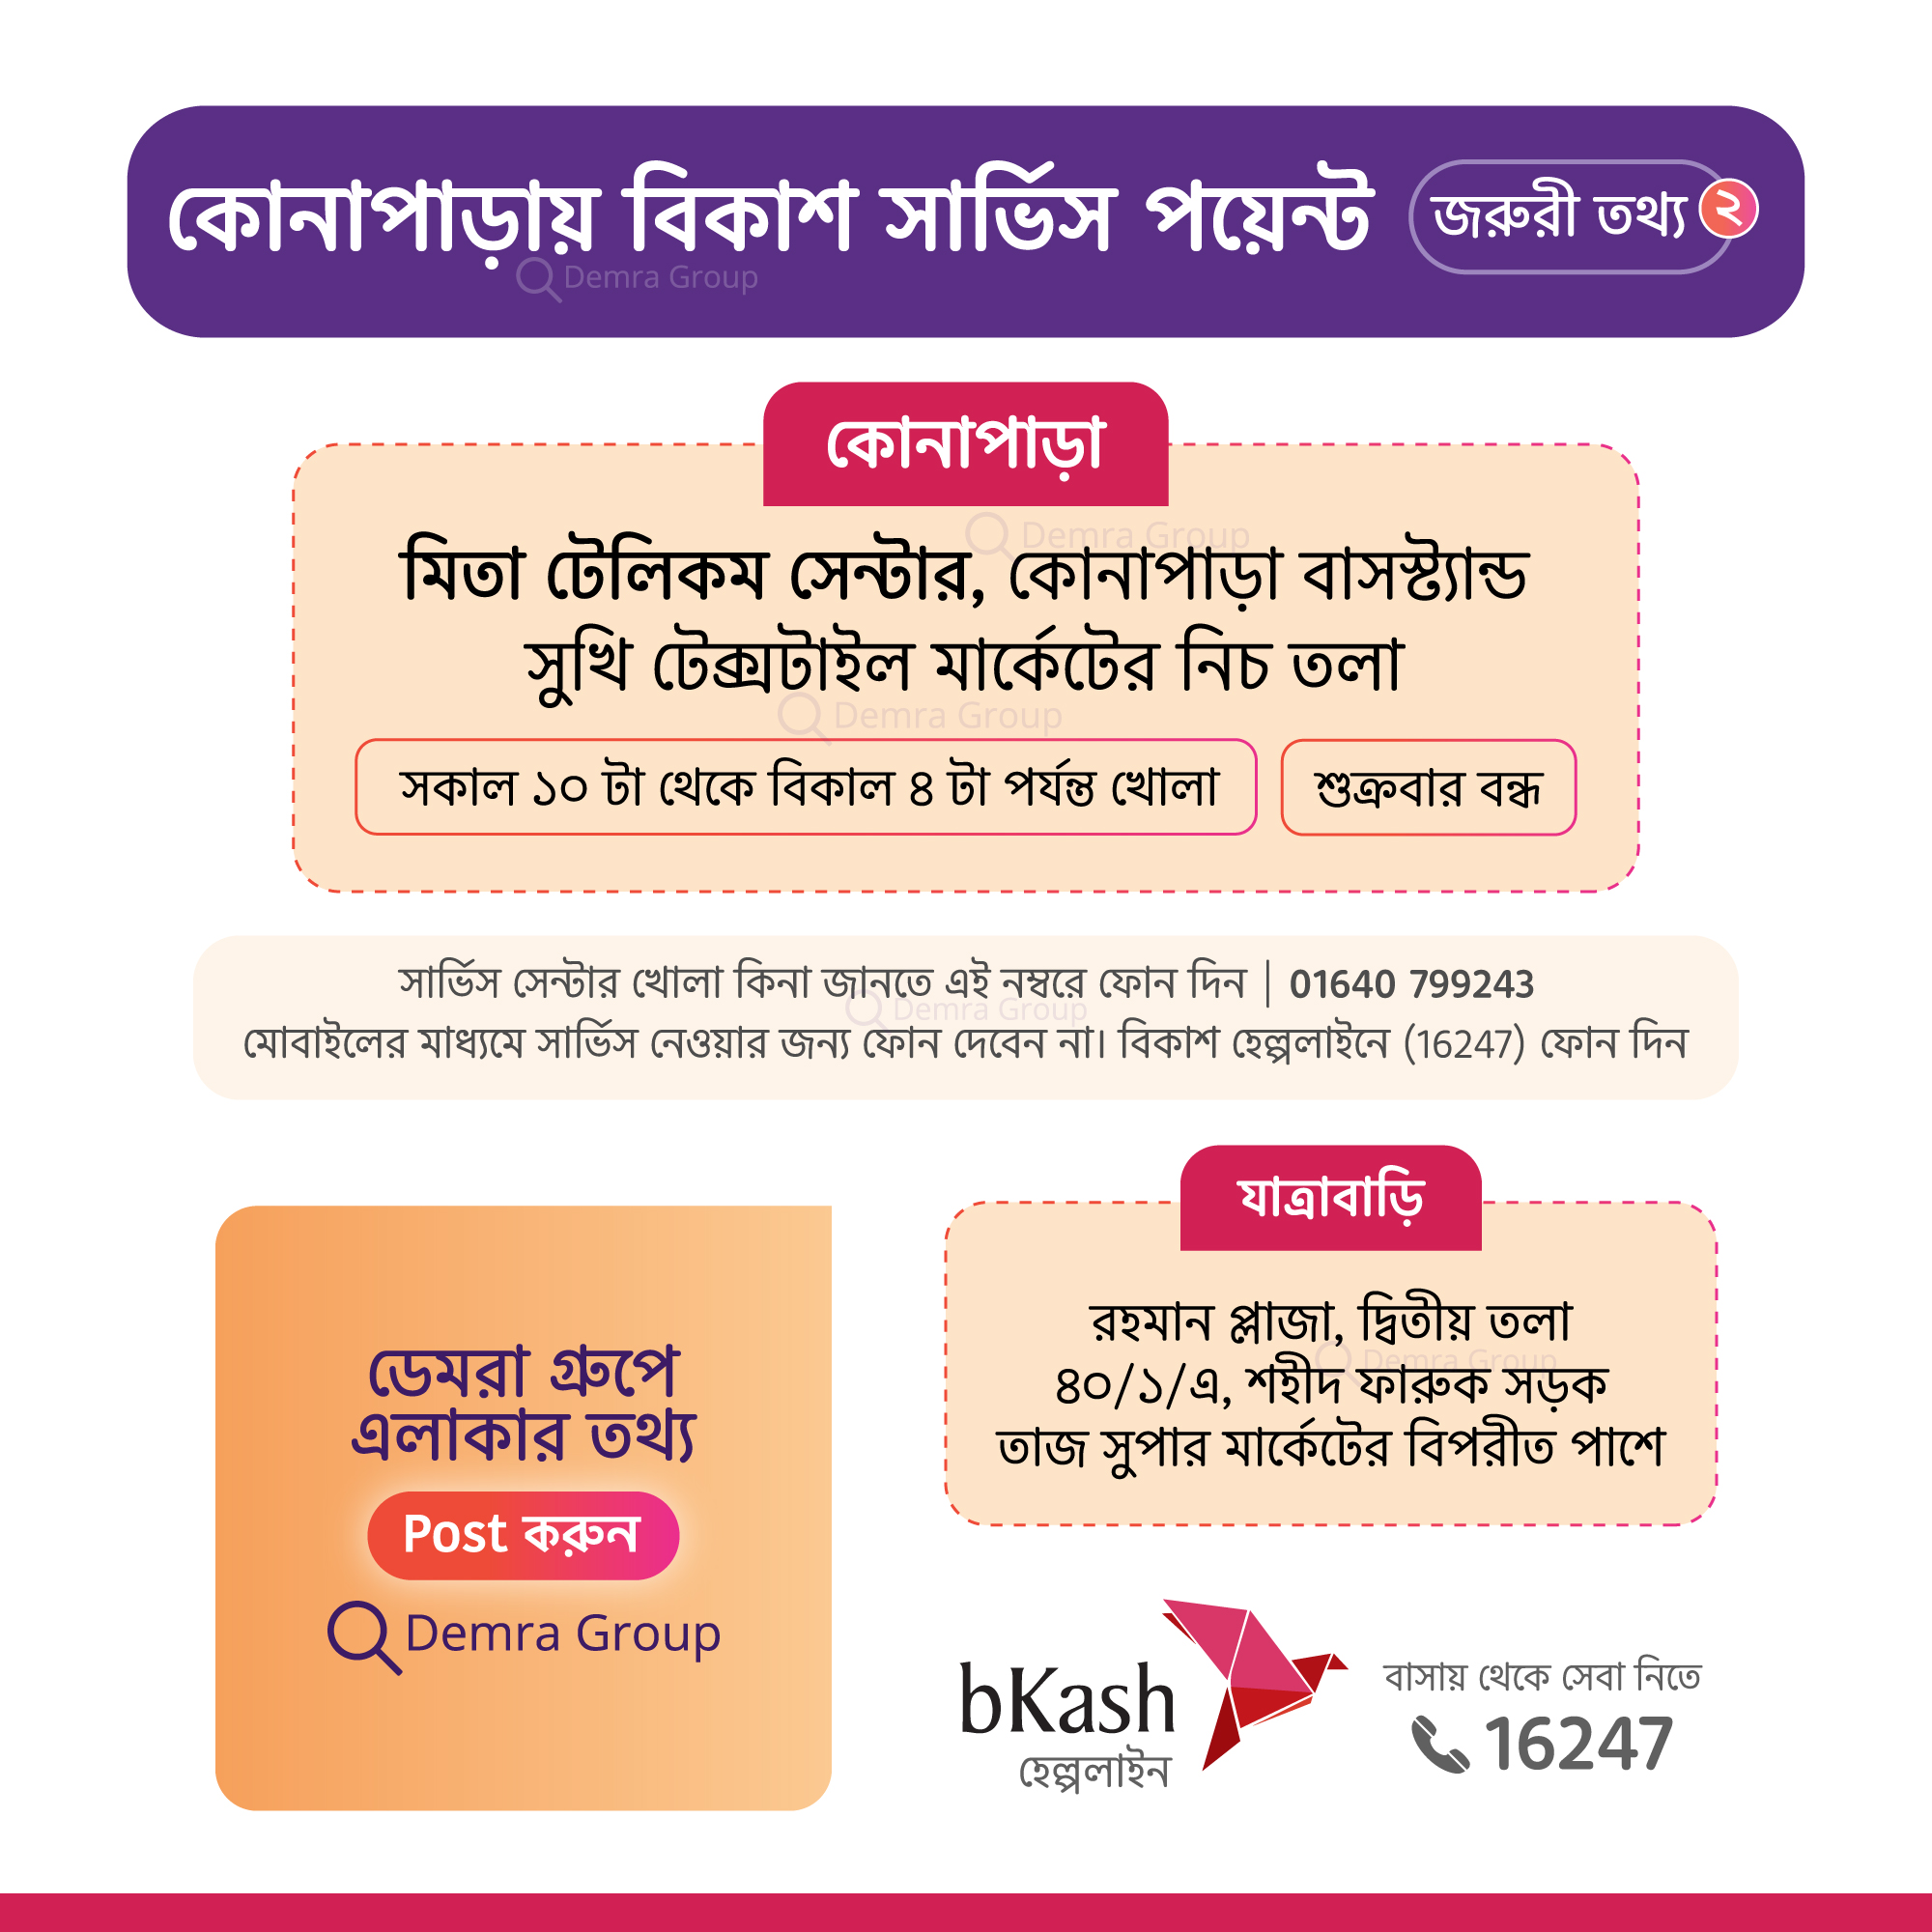 কোনাপাড়ায় বিকাশ সার্ভিস পয়েন্ট
জরুরী তথ্য ২
Demra Group
কোনাপাড়া
Demra Group
মিতা টেলিকম সেন্টার, কোনাপাড়া বাসস্ট্যান্ড
সুখি টেক্সটাইল মার্কেটের নিচ তলা
Demra Group
সকাল ১০ টা থেকে বিকাল ৪ টা পর্যন্ত খোলা
শুক্রবার বন্ধ
সার্ভিস সেন্টার খোলা কিনা জানতে এই নম্বরে ফোন দিন | 01640 799243
Demra Group
মোবাইলের মাধ্যমে সার্ভিস নেওয়ার জন্য ফোন দেবেন না। বিকাশ হেল্পলাইনে (16247) ফোন দিন
ডেমরা গ্রুপে
এলাকার তথ্য
Post করুন
Demra Group
যাত্রাবাড়ি
রহমান প্লাজা, দ্বিতীয় তলা
Demra Group
৪০/১/এ, শহীদ ফারুক সড়ক
তাজ সুপার মার্কেটের বিপরীত পাশে
bKash
হেল্পলাইন
বাসায় থেকে সেবা নিতে
16247